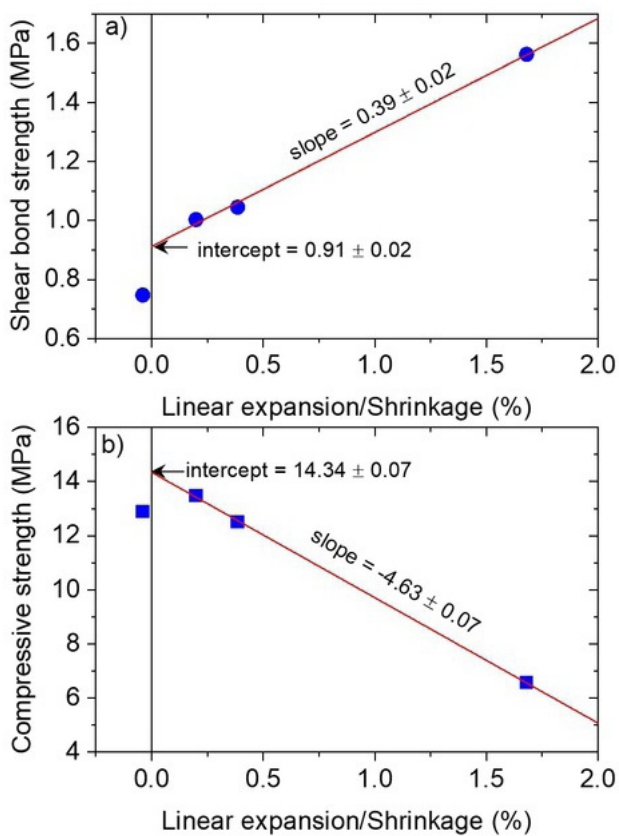 a)
Shear bond strength (MPa)
1.6
1.4
1.2
1.0
0.8
0.6
slope = 0.39 ± 0.02
intercept = 0.91 ± 0.02
0.0 0.5 1.0 1.5 2.0
Linear expansion/Shrinkage (%)
b)
Compressive strength (MPa)
16
14
12
10
8
6
4
intercept = 14.34 ± 0.07
slope = -4.63 ± 0.07
0.0 0.5 1.0 1.5 2.0
Linear expansion/Shrinkage (%)